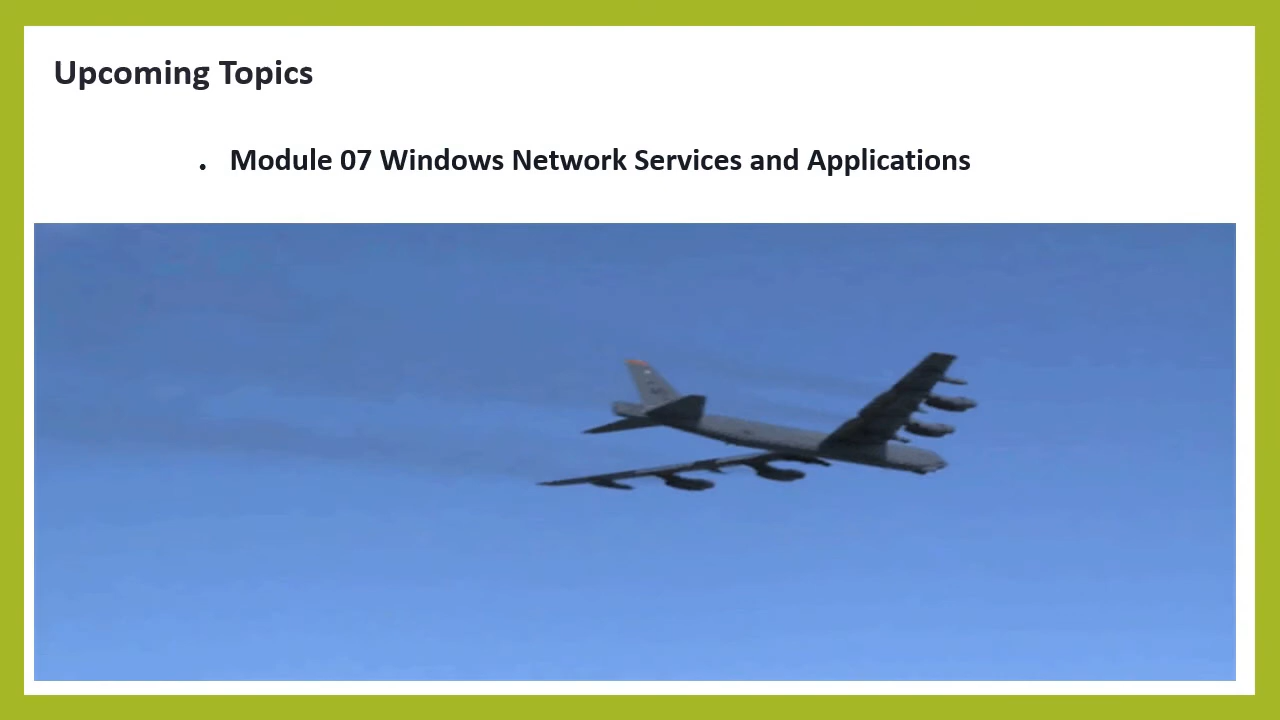 Upcoming Topics
. Module 07 Windows Network Services and Applications